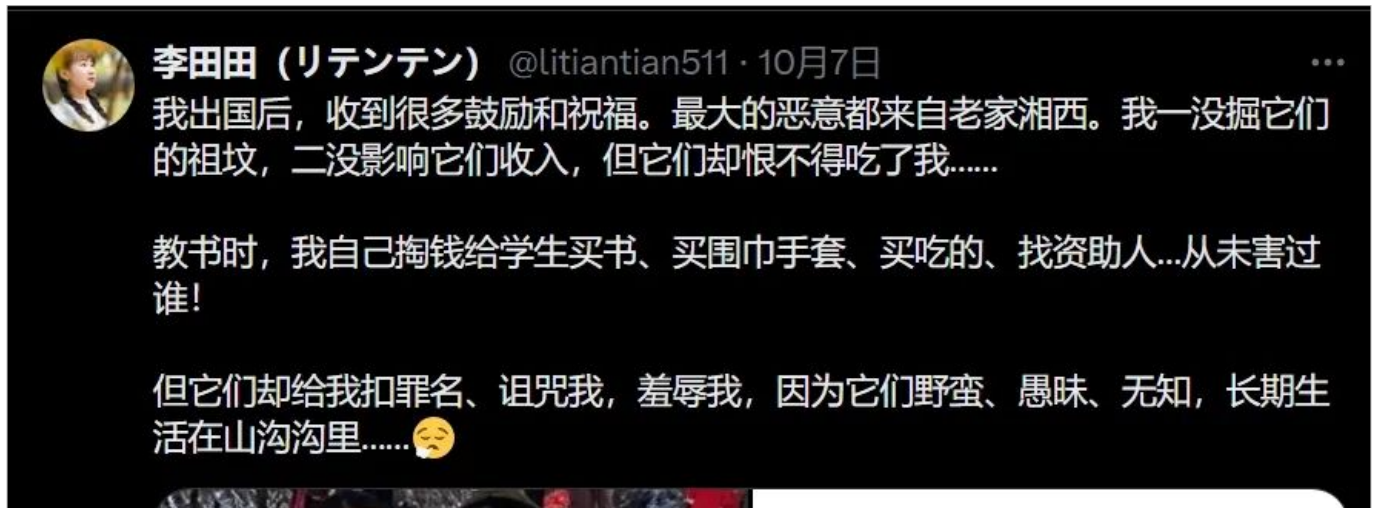 李田田（リテンテン） @litiantian511 · 10月7日
我出国后，收到很多鼓励和祝福。最大的恶意都来自老家湘西。我一没掘它们
的祖坟，二没影响它们收入，但它们却恨不得吃了我……
教书时，我自己掏钱给学生买书、买围巾手套、买吃的、找资助人...从未害过
谁！
但它们却给我扣罪名、诅咒我，羞辱我，因为它们野蛮、愚昧、无知，长期生
活在山沟沟里……😮‍💨